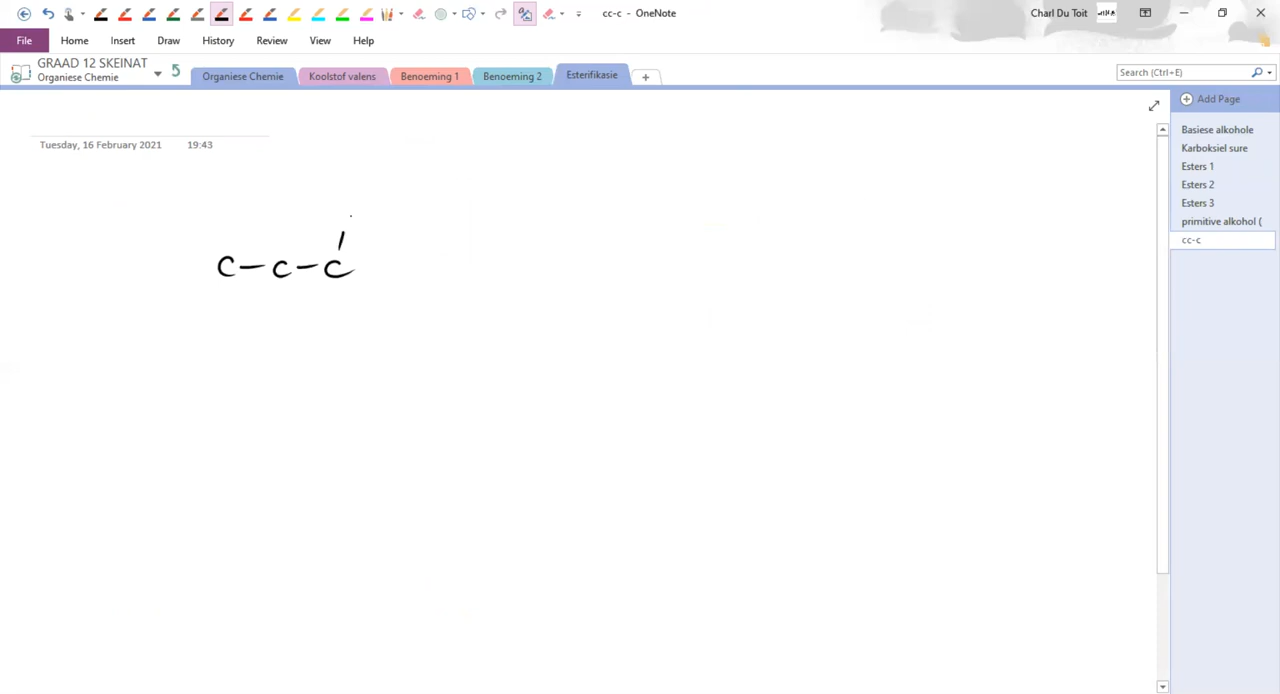 cc-c - OneNote
Charl Du Toit
File Home Insert Draw History Review View Help
GRAAD 12 SKEINAT
Organiese Chemie
Organiese Chemie Koolstof valens Benoeming 1 Benoeming 2 Esterifikasie +
Search (Ctrl+E)
Add Page
Tuesday, 16 February 2021 19:43
Basiese alkohole
Karboksiel sure
Esters 1
Esters 2
Esters 3
primitive alkohol (
cc-c
c-c-c